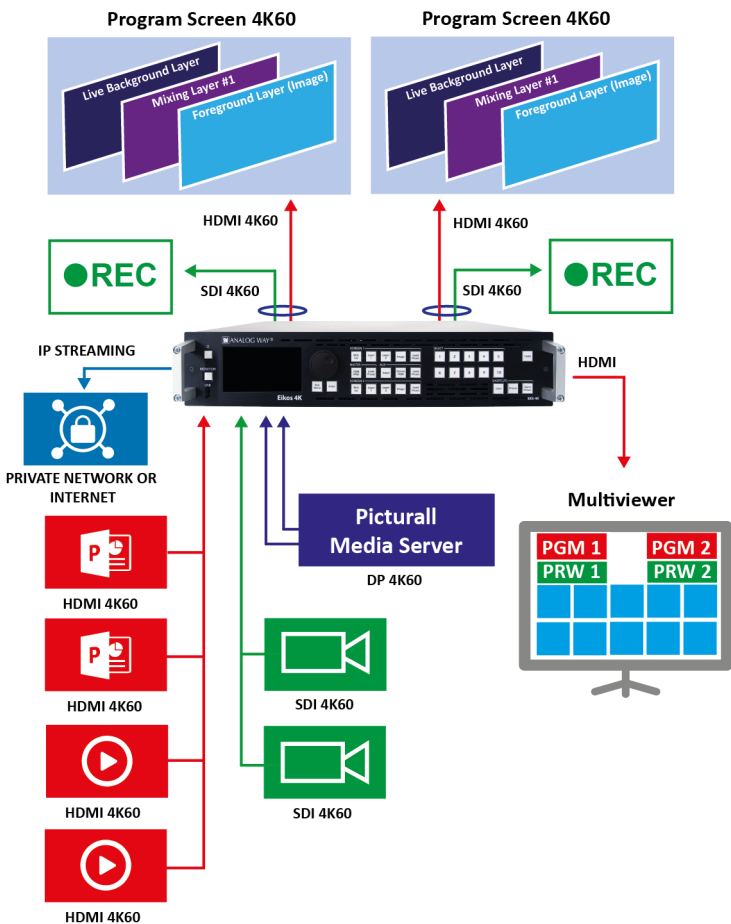 Program Screen 4K60
Program Screen 4K60
Live Background Layer
Mixing Layer #1
Foreground Layer (Image)
Live Background Layer
Mixing Layer #1
Foreground Layer (Image)
HDMI 4K60
HDMI 4K60
REC
REC
SDI 4K60
SDI 4K60
IP STREAMING
ANALOG WAY®
Eikos 4K
HDMI
PRIVATE NETWORK OR
INTERNET
Picturall
Media Server
DP 4K60
Multiviewer
PGM 1
PGM 2
PRW 1
PRW 2
P
HDMI 4K60
P
HDMI 4K60
SDI 4K60
HDMI 4K60
SDI 4K60
HDMI 4K60